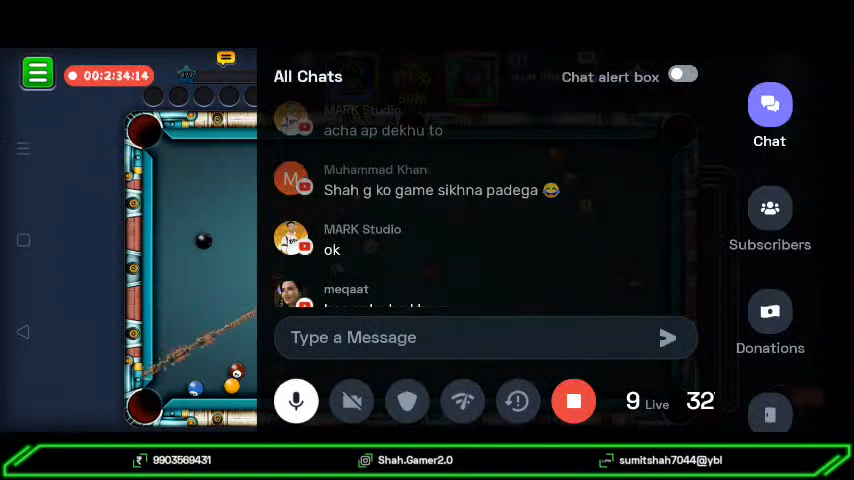 00:2:34:14
All Chats
Chat alert box
MARK Studio
acha ap dekhu to
Muhammad Khan
M
Shah g ko game sikhna padega 😂
MARK Studio
ok
meqaat
Type a Message
9 Live 32
Chat
Subscribers
Donations
9903569431
Shah.Gamer2.0
sumitshah7044@ybl